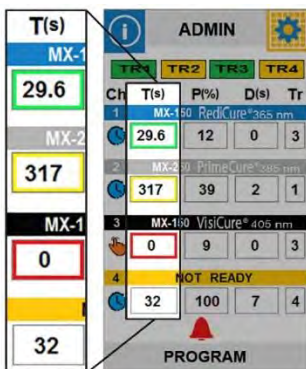 T(s)
MX-1
29.6
MX-2
317
MX-1
0
32
i ADMIN
TR1 TR2 TR3 TR4
Ch T(s) P(%) D(s) Tr
1 MX-150 RediCure® 365 nm
29.6 12 0 3
2 MX-250 PrimeCure® 385 nm
317 39 2 1
3 MX-150 VisiCure® 405 nm
0 9 0 3
4 NOT READY
32 100 7 4
PROGRAM